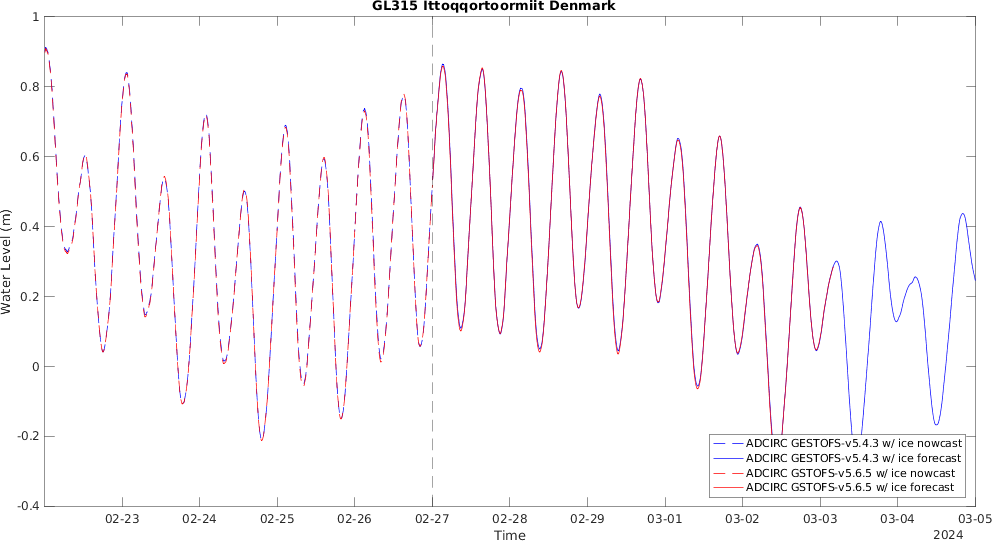 GL315 Ittoqqortoormiit Denmark
1
0.8
0.6
0.4
0.2
0
-0.2
-0.4
Water Level (m)
ADCIRC GESTOFS-v5.4.3 w/ ice nowcast
ADCIRC GESTOFS-v5.4.3 w/ ice forecast
ADCIRC GSTOFS-v5.6.5 w/ ice nowcast
ADCIRC GSTOFS-v5.6.5 w/ ice forecast
02-23 02-24 02-25 02-26 02-27 02-28 02-29 03-01 03-02 03-03 03-04 03-05
Time
2024